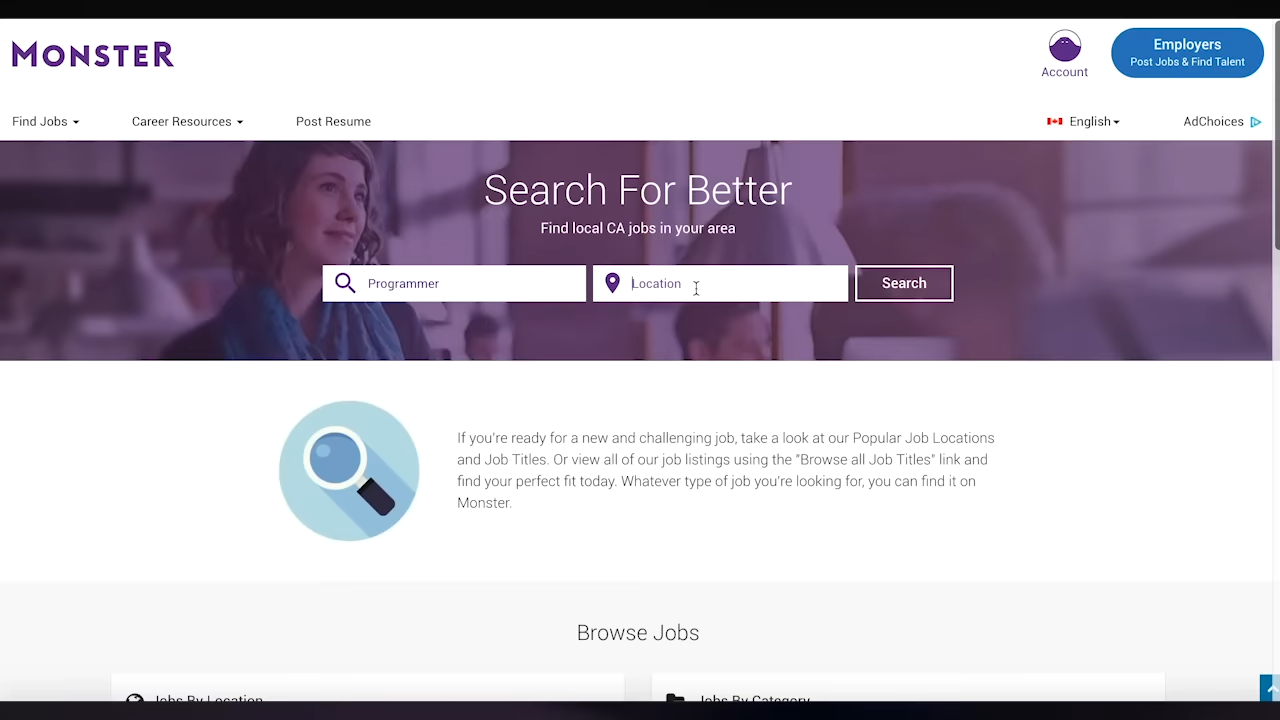 MONSTER
Account
Employers
Post Jobs & Find Talent
Find Jobs
Career Resources
Post Resume
English
AdChoices
Search For Better
Find local CA jobs in your area
Programmer
Location
Search
If you're ready for a new and challenging job, take a look at our Popular Job Locations
and Job Titles. Or view all of our job listings using the "Browse all Job Titles" link and
find your perfect fit today. Whatever type of job you're looking for, you can find it on
Monster.
Browse Jobs
Jobs By Location
Jobs By Category